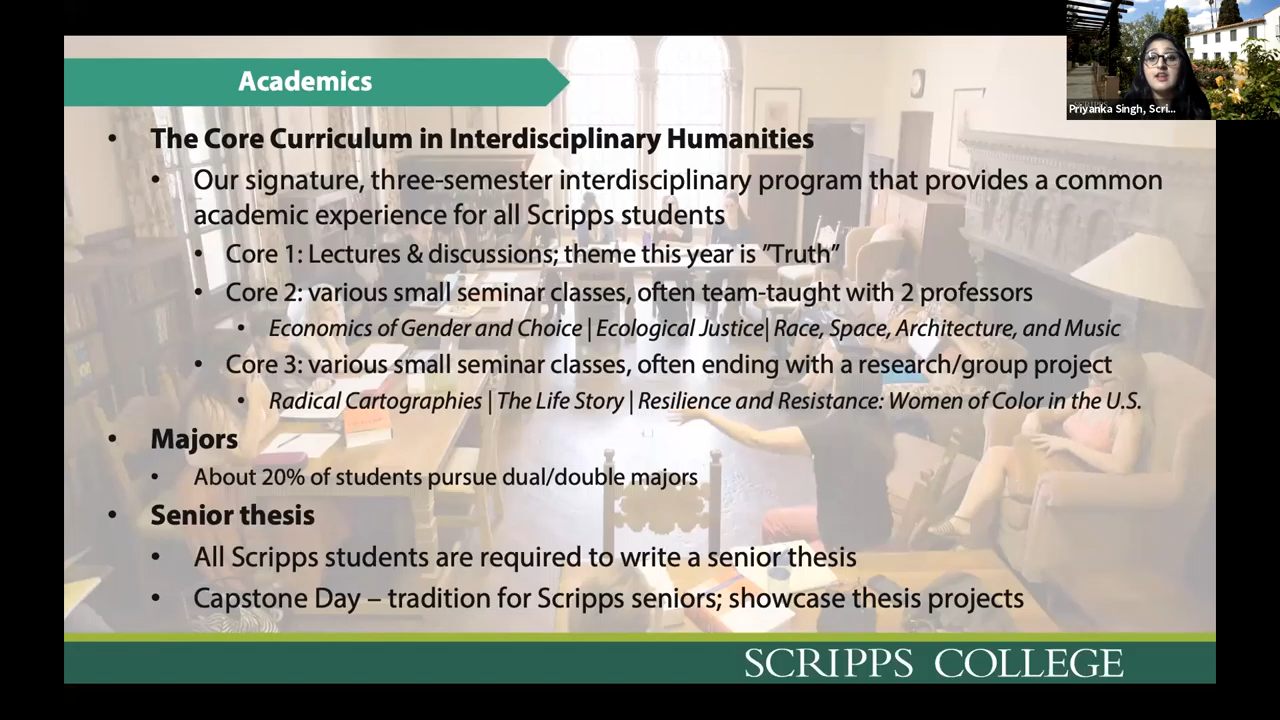 Academics
Priyanka Singh, Scri...
• The Core Curriculum in Interdisciplinary Humanities
• Our signature, three-semester interdisciplinary program that provides a common
academic experience for all Scripps students
• Core 1: Lectures & discussions; theme this year is ”Truth”
• Core 2: various small seminar classes, often team-taught with 2 professors
• Economics of Gender and Choice | Ecological Justice| Race, Space, Architecture, and Music
• Core 3: various small seminar classes, often ending with a research/group project
• Radical Cartographies | The Life Story | Resilience and Resistance: Women of Color in the U.S.
• Majors
• About 20% of students pursue dual/double majors
• Senior thesis
• All Scripps students are required to write a senior thesis
• Capstone Day – tradition for Scripps seniors; showcase thesis projects
SCRIPPS COLLEGE